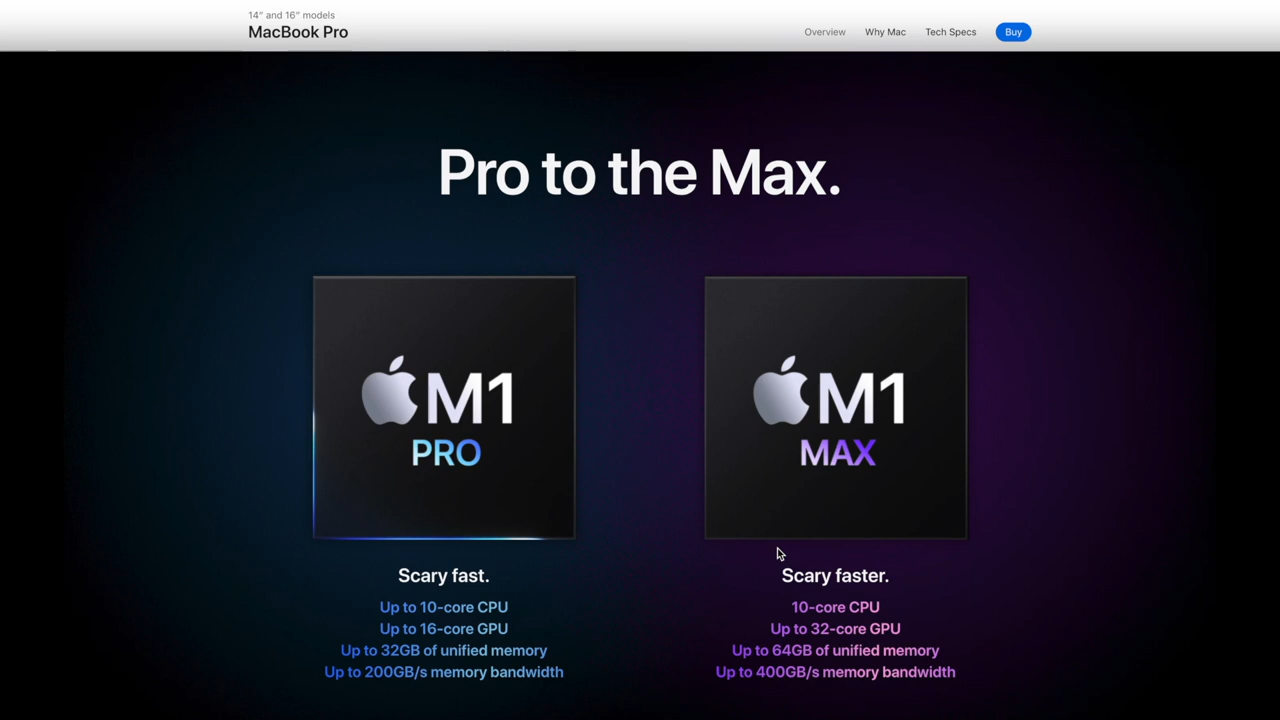 14” and 16” models
MacBook Pro
Overview
Why Mac
Tech Specs
Buy
Pro to the Max.
M1
PRO
M1
MAX
Scary fast.
Up to 10-core CPU
Up to 16-core GPU
Up to 32GB of unified memory
Up to 200GB/s memory bandwidth
Scary faster.
10-core CPU
Up to 32-core GPU
Up to 64GB of unified memory
Up to 400GB/s memory bandwidth